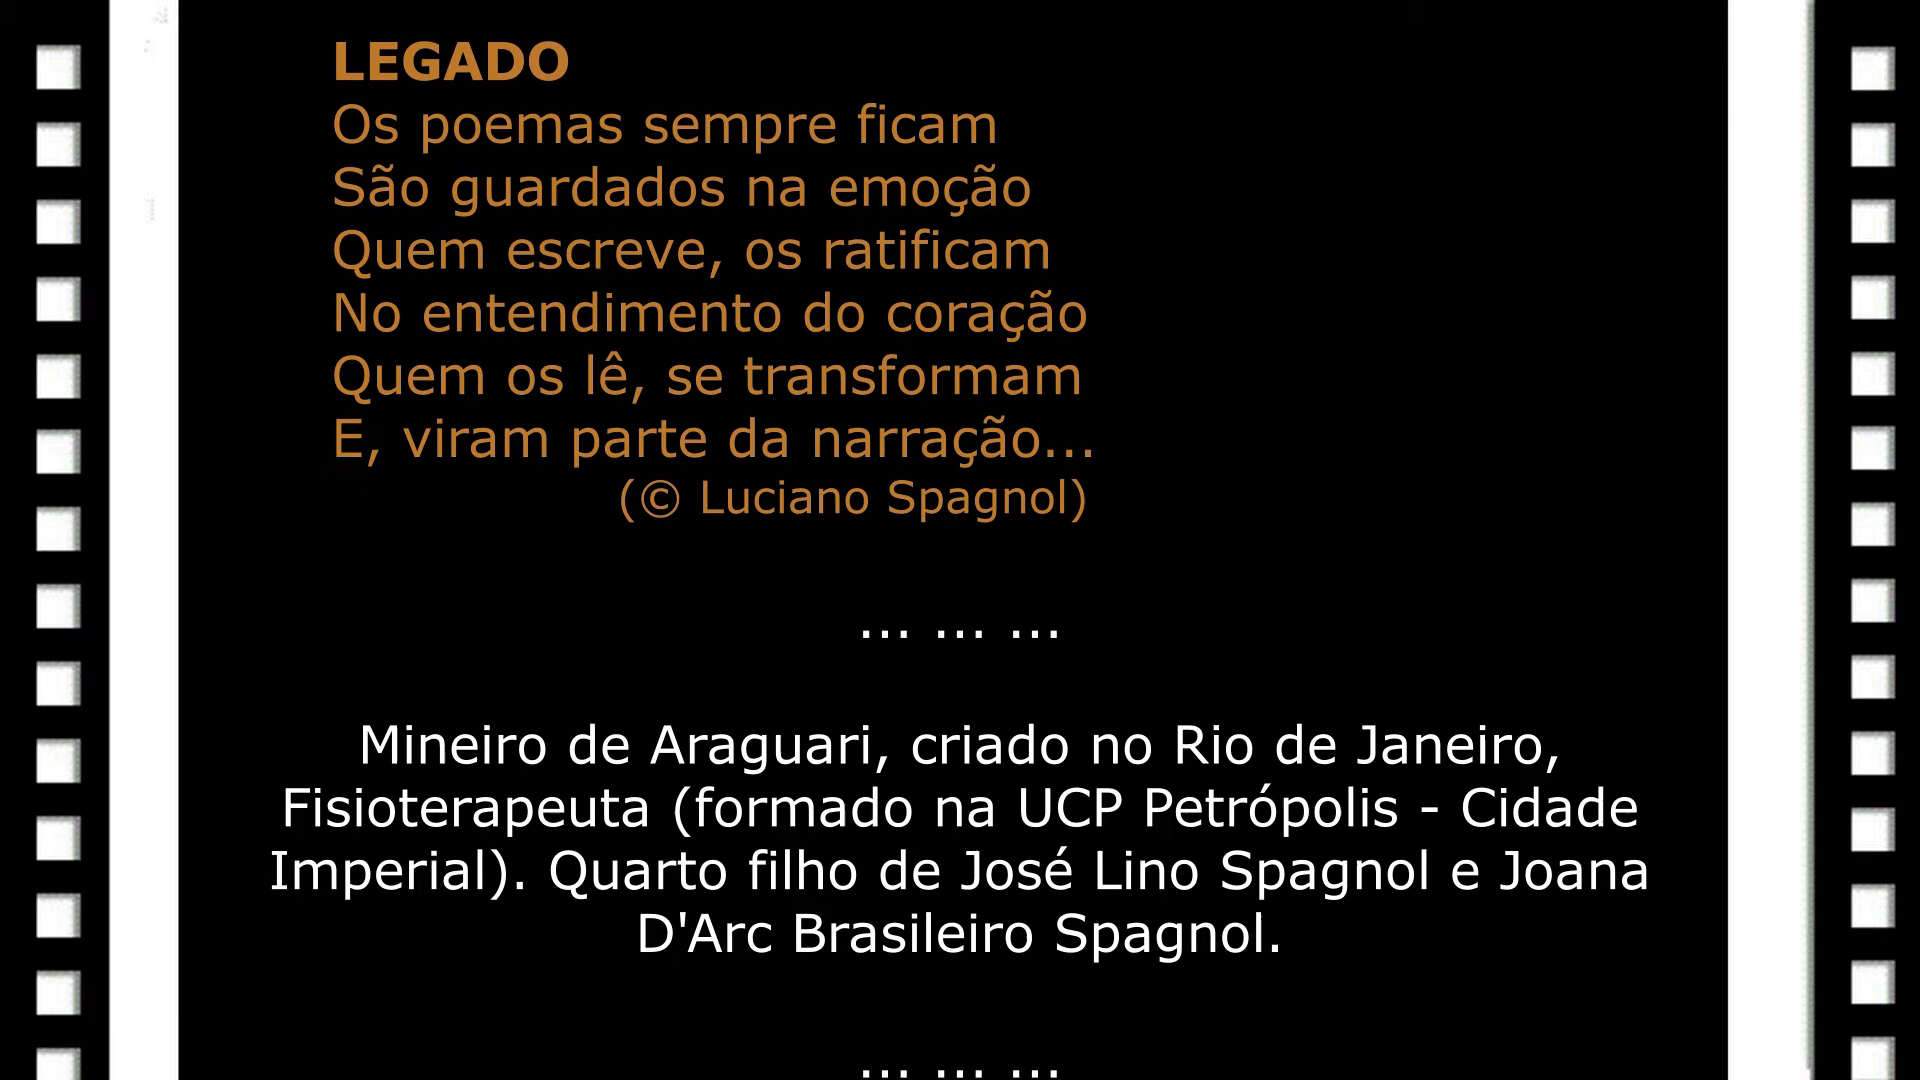 LEGADO
Os poemas sempre ficam
São guardados na emoção
Quem escreve, os ratificam
No entendimento do coração
Quem os lê, se transformam
E, viram parte da narração...
(© Luciano Spagnol)
... ... ...
Mineiro de Araguari, criado no Rio de Janeiro,
Fisioterapeuta (formado na UCP Petrópolis - Cidade
Imperial). Quarto filho de José Lino Spagnol e Joana
D'Arc Brasileiro Spagnol.
... ... ...